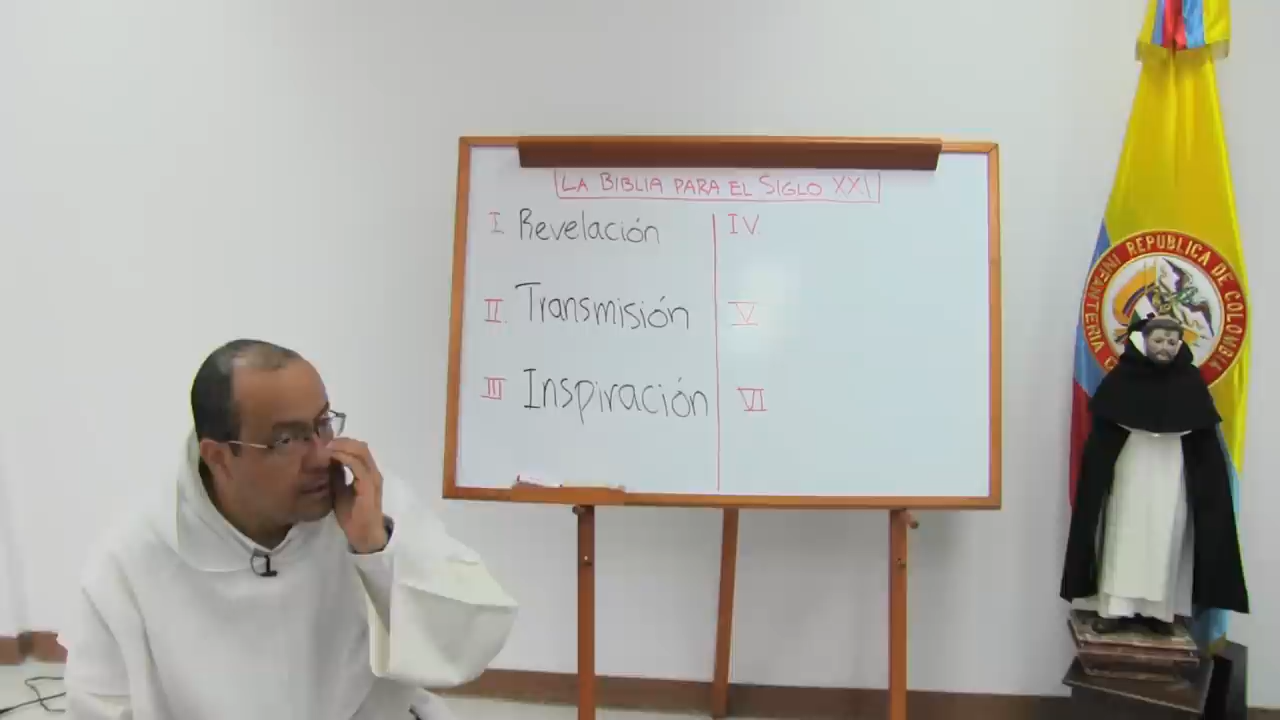 LA BIBLIA PARA EL SIGLO XXI
I. Revelación
II. Transmisión
III Inspiración
IV.
V
VI
REPUBLICA DE COLOMBIA
INFANTERIA